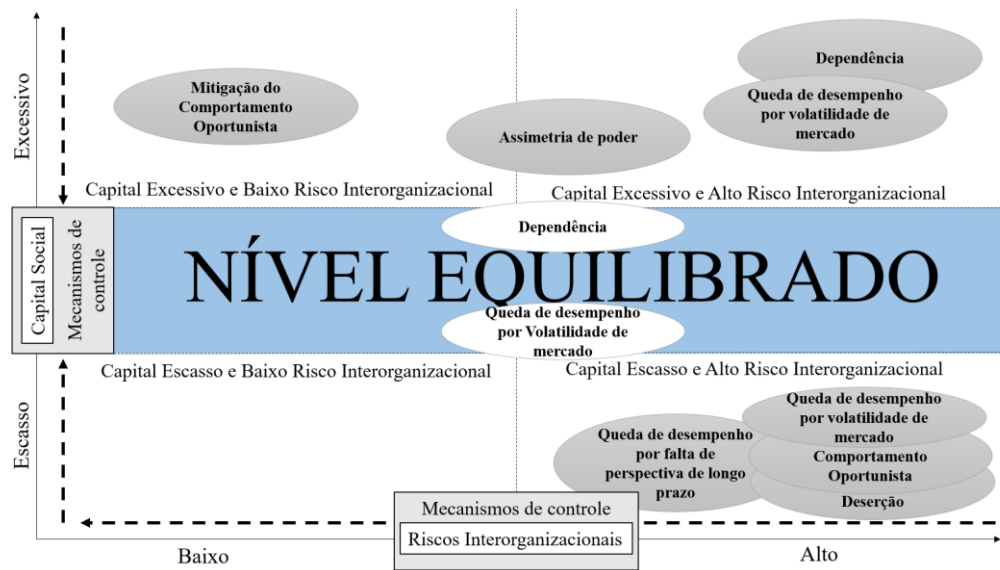 Excessivo
Mitigação do
Comportamento
Oportunista
Assimetria de poder
Dependência
Queda de desempenho
por volatilidade de
mercado
Capital Excessivo e Baixo Risco Interorganizacional
Capital Excessivo e Alto Risco Interorganizacional
Capital Social
Mecanismos de
controle
Dependência
NÍVEL EQUILIBRADO
Queda de desempenho
por Volatilidade de
mercado
Capital Escasso e Baixo Risco Interorganizacional
Capital Escasso e Alto Risco Interorganizacional
Escasso
Queda de desempenho
por falta de
perspectiva de longo
prazo
Queda de desempenho
por volatilidade de
mercado
Comportamento
Oportunista
Deserção
Mecanismos de controle
Riscos Interorganizacionais
Baixo
Alto